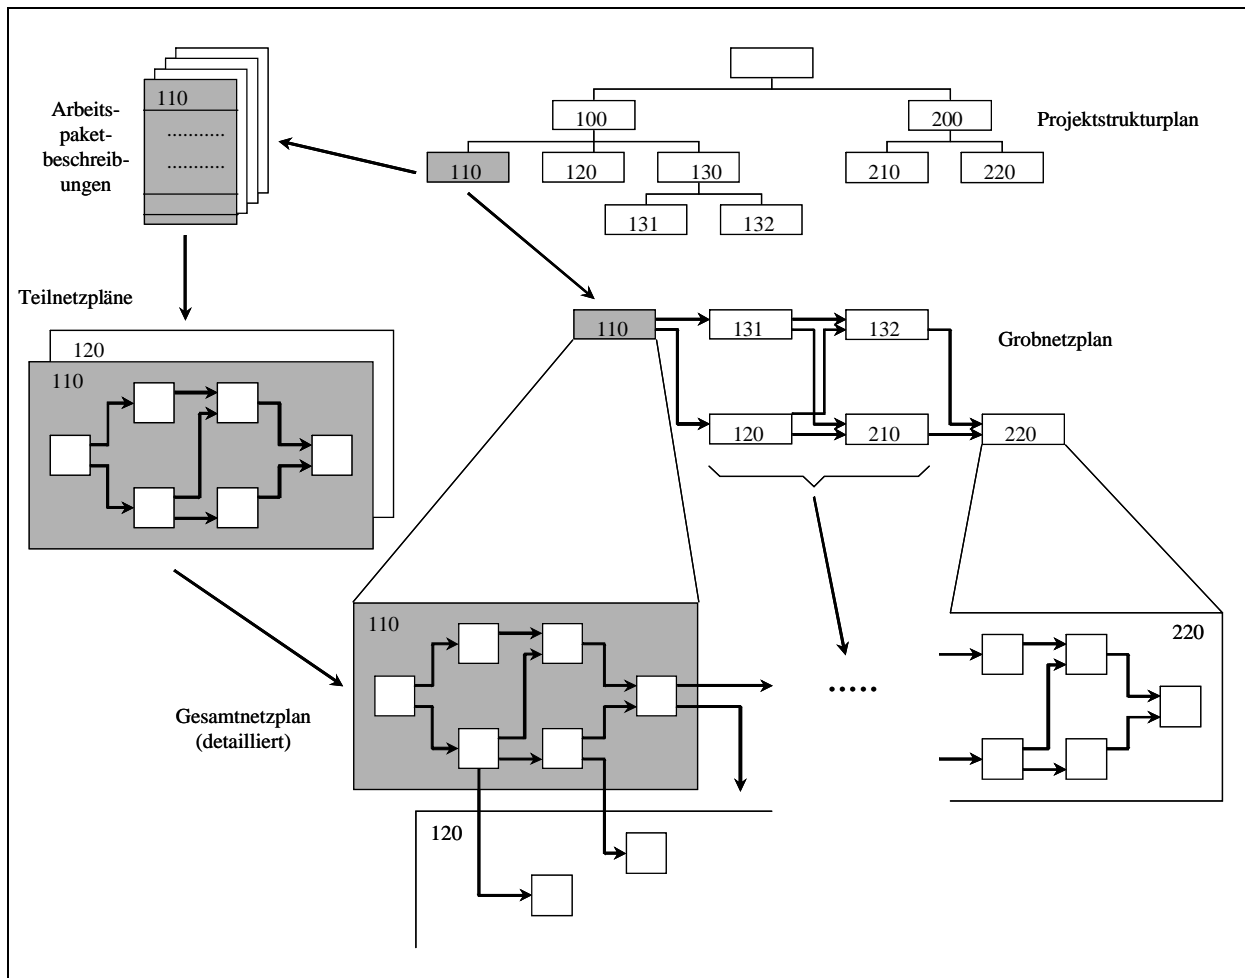 110
...........
...........
Arbeits-
paket-
beschreib-
ungen
100
200
Projektstrukturplan
110
120
130
210
220
131
132
Teilnetzpläne
120
110
110
131
132
Grobnetzplan
120
210
220
110
220
.....
Gesamtnetzplan
(detailliert)
120